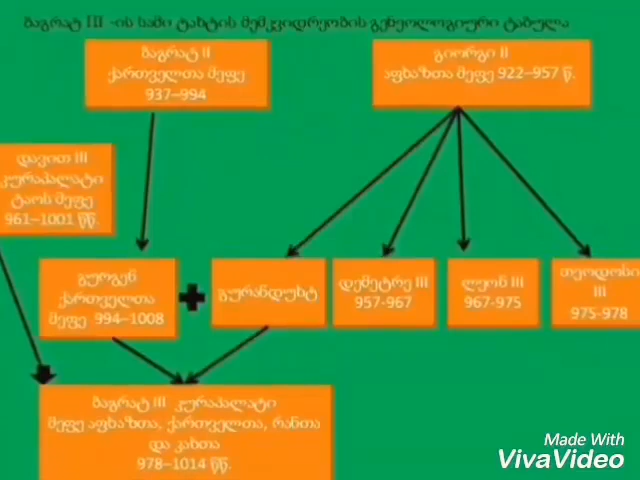 ბაგრატ III -ის სამი ტახტის მემკვიდრეობის გენეოლოგიური ტაბულა
ბაგრატ II
ქართველთა მეფე
937–994
გიორგი II
აფხაზთა მეფე 922–957 წ.
დავით III
კურაპალატი
ტაოს მეფე
961–1001 წწ.
გურგენ
ქართველთა
მეფე 994–1008
გურანდუხტ
დემეტრე III
957-967
ლეონ III
967-975
თეოდოსი
III
975-978
ბაგრატ III კურაპალატი
მეფე აფხაზთა, ქართველთა, რანთა
და კახთა
978–1014 წწ.
Made With
VivaVideo